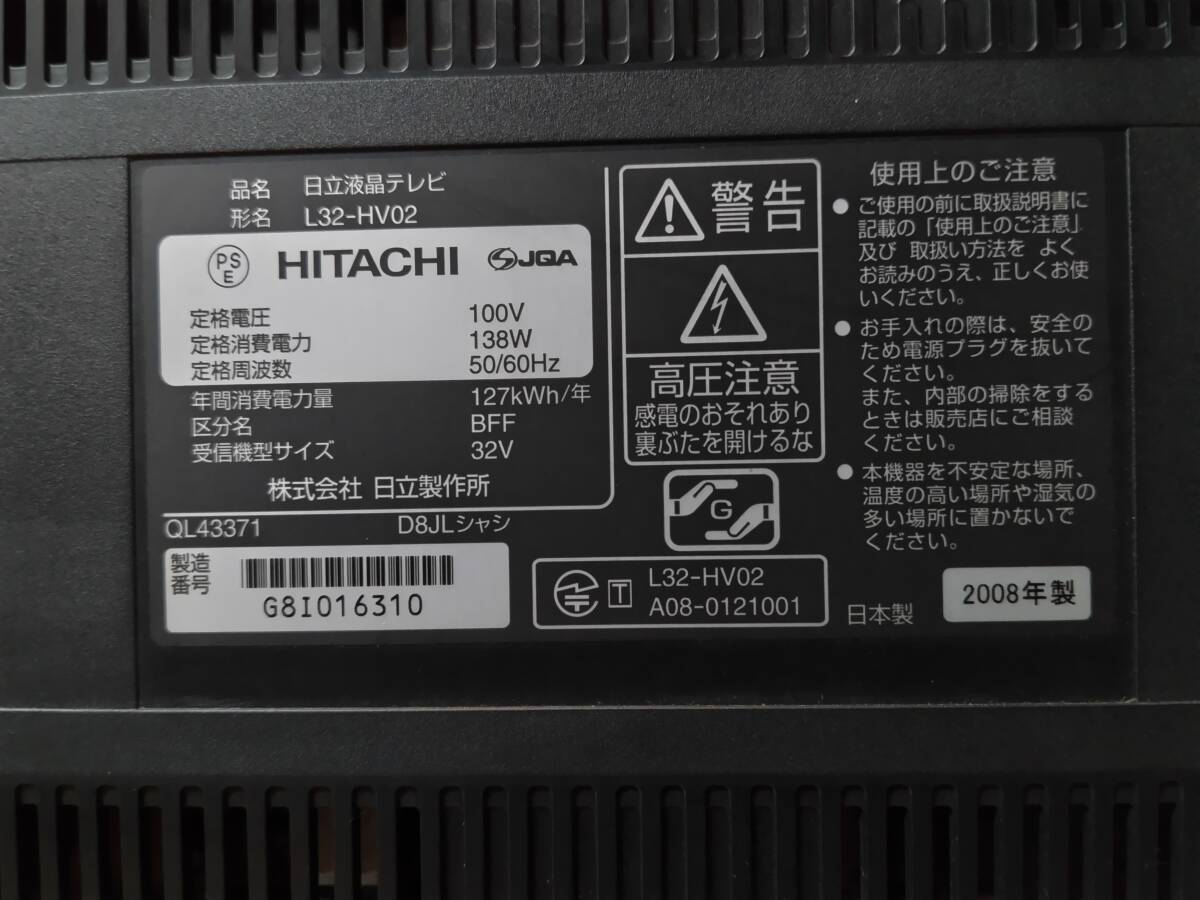 品名 日立液晶テレビ
形名 L32-HV02
PS
E
HITACHI JQA
定格電圧 100V
定格消費電力 138W
定格周波数 50/60Hz
年間消費電力量 127kWh/年
区分名 BFF
受信機型サイズ 32V
株式会社 日立製作所
QL43371 D8JLシャシ
製造
番号
G8I016310
警告
高圧注意
感電のおそれあり
裏ぶたを開けるな
G
T
L32-HV02
A08-0121001
使用上のご注意
● ご使用の前に取扱説明書に
記載の「使用上のご注意」
及び 取扱い方法を よく
お読みのうえ、正しくお使
いください。
● お手入れの際は、安全の
ため電源プラグを抜いて
ください。
また、内部の掃除をする
ときは販売店にご相談
ください。
● 本機器を不安定な場所、
温度の高い場所や湿気の
多い場所に置かないで
ください。
日本製
2008年製